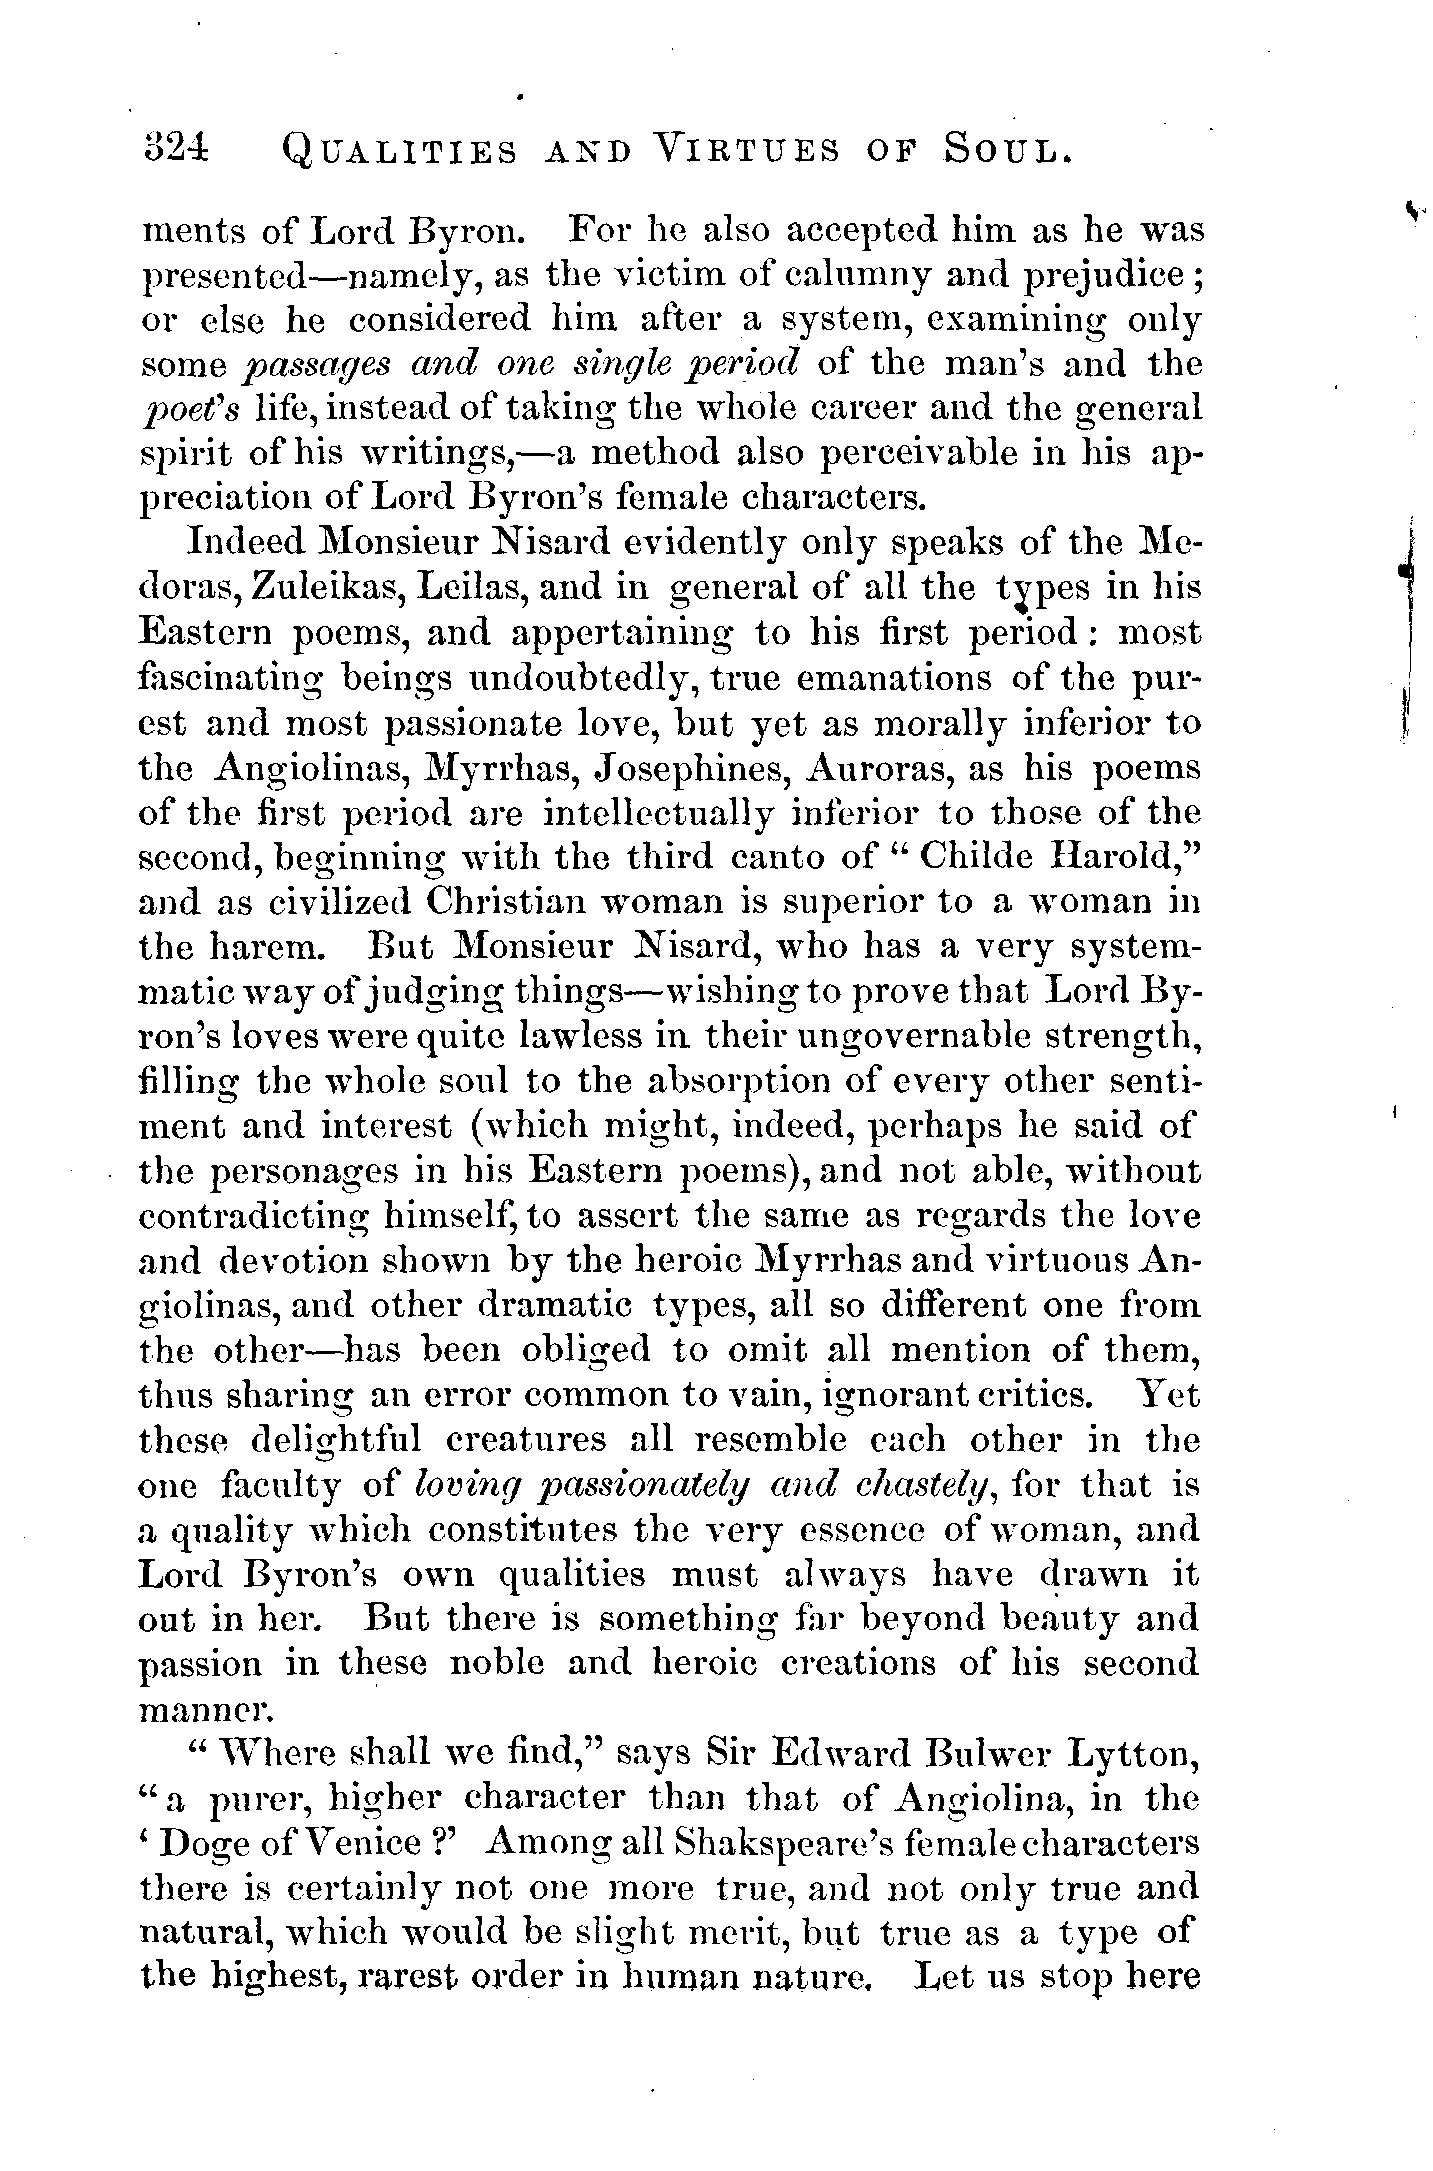 324 QUALITIES AND VIRTUES OF SOUL.
ments of Lord Byron. For he also accepted him as he was
presented—namely, as the victim of calumny and prejudice;
or else he considered him after a system, examining only
some passages and one single period of the man's and the
poet's life, instead of taking the whole career and the general
spirit of his writings,—a method also perceivable in his ap-
preciation of Lord Byron's female characters.
Indeed Monsieur Nisard evidently only speaks of the Me-
doras, Zuleikas, Leilas, and in general of all the types in his
Eastern poems, and appertaining to his first period: most
fascinating beings undoubtedly, true emanations of the pur-
est and most passionate love, but yet as morally inferior to
the Angiolinas, Myrrhas, Josephines, Auroras, as his poems
of the first period are intellectually inferior to those of the
second, beginning with the third canto of "Childe Harold,"
and as civilized Christian woman is superior to a woman in
the harem. But Monsieur Nisard, who has a very system-
matic way of judging things—wishing to prove that Lord By-
ron's loves were quite lawless in their ungovernable strength,
filling the whole soul to the absorption of every other senti-
ment and interest (which might, indeed, perhaps he said of
the personages in his Eastern poems), and not able, without
contradicting himself, to assert the same as regards the love
and devotion shown by the heroic Myrrhas and virtuous An-
giolinas, and other dramatic types, all so different one from
the other—has been obliged to omit all mention of them,
thus sharing an error common to vain, ignorant critics. Yet
these delightful creatures all resemble each other in the
one faculty of loving passionately and chastely, for that is
a quality which constitutes the very essence of woman, and
Lord Byron's own qualities must always have drawn it
out in her. But there is something far beyond beauty and
passion in these noble and heroic creations of his second
manner.
"Where shall we find," says Sir Edward Bulwer Lytton,
"a purer, higher character than that of Angiolina, in the
'Doge of Venice?' Among all Shakspeare's female characters
there is certainly not one more true, and not only true and
natural, which would be slight merit, but true as a type of
the highest, rarest order in human nature. Let us stop here